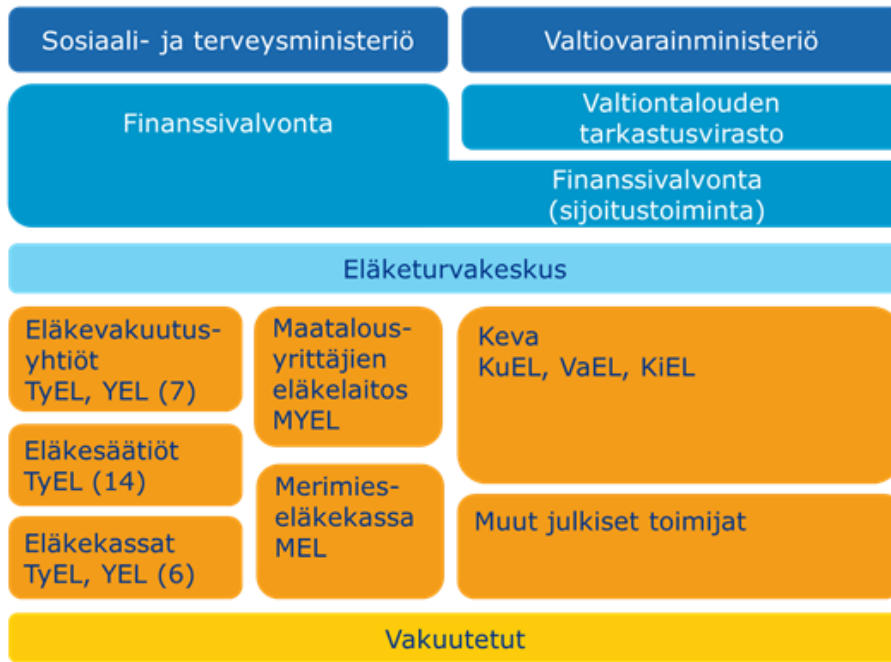 Sosiaali- ja terveysministeriö
Valtiovarainministeriö
Finanssivalvonta
Valtiontalouden
tarkastusvirasto
Finanssivalvonta
(sijoitustoiminta)
Eläketurvakeskus
Eläkevakuutus-
yhtiöt
TyEL, YEL (7)
Eläkesäätiöt
TyEL (14)
Eläkekassat
TyEL, YEL (6)
Maatalous-
yrittäjien
eläkelaitos
MYEL
Merimies-
eläkekassa
MEL
Keva
KuEL, VaEL, KiEL
Muut julkiset toimijat
Vakuutetut